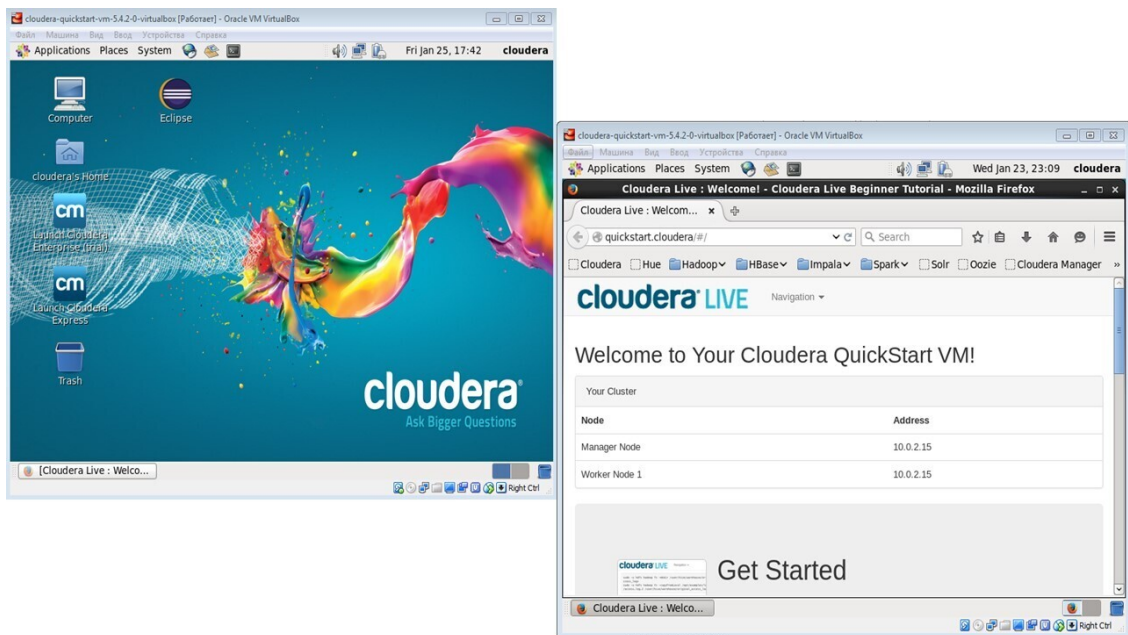 cloudera-quickstart-vm-5.4.2-0-virtualbox [Работает] - Oracle VM VirtualBox
Файл Машина Вид Ввод Устройства Справка
Applications Places System Fri Jan 25, 17:42 cloudera
Computer
Eclipse
cloudera's Home
cm
Launch Cloudera
Enterprise (trial)
cm
Launch Cloudera
Express
Trash
cloudera
Ask Bigger Questions
[Cloudera Live : Welco...
Right Ctrl
cloudera-quickstart-vm-5.4.2-0-virtualbox [Работает] - Oracle VM VirtualBox
Файл Машина Вид Ввод Устройства Справка
Applications Places System Wed Jan 23, 23:09 cloudera
Cloudera Live : Welcome! - Cloudera Live Beginner Tutorial - Mozilla Firefox
Cloudera Live : Welcom...
quickstart.cloudera/#/ Search
Cloudera Hue Hadoop HBase Impala Spark Solr Oozie Cloudera Manager »
cloudera LIVE Navigation
Welcome to Your Cloudera QuickStart VM!
Your Cluster
Node Address
Manager Node 10.0.2.15
Worker Node 1 10.0.2.15
cloudera LIVE
Get Started
Cloudera Live : Welco...
Right Ctrl